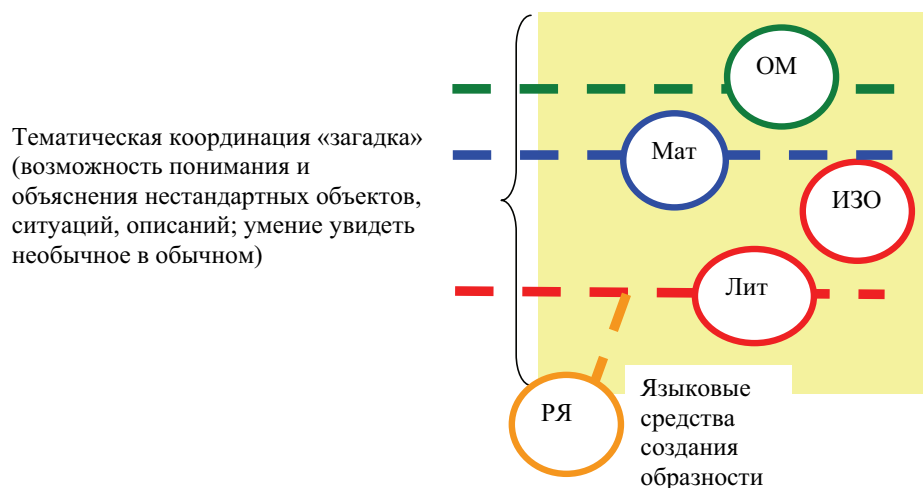 ОМ
Тематическая координация «загадка»
(возможность понимания и
объяснения нестандартных объектов,
ситуаций, описаний; умение увидеть
необычное в обычном)
Мат
ИЗО
Лит
РЯ
Языковые
средства
создания
образности